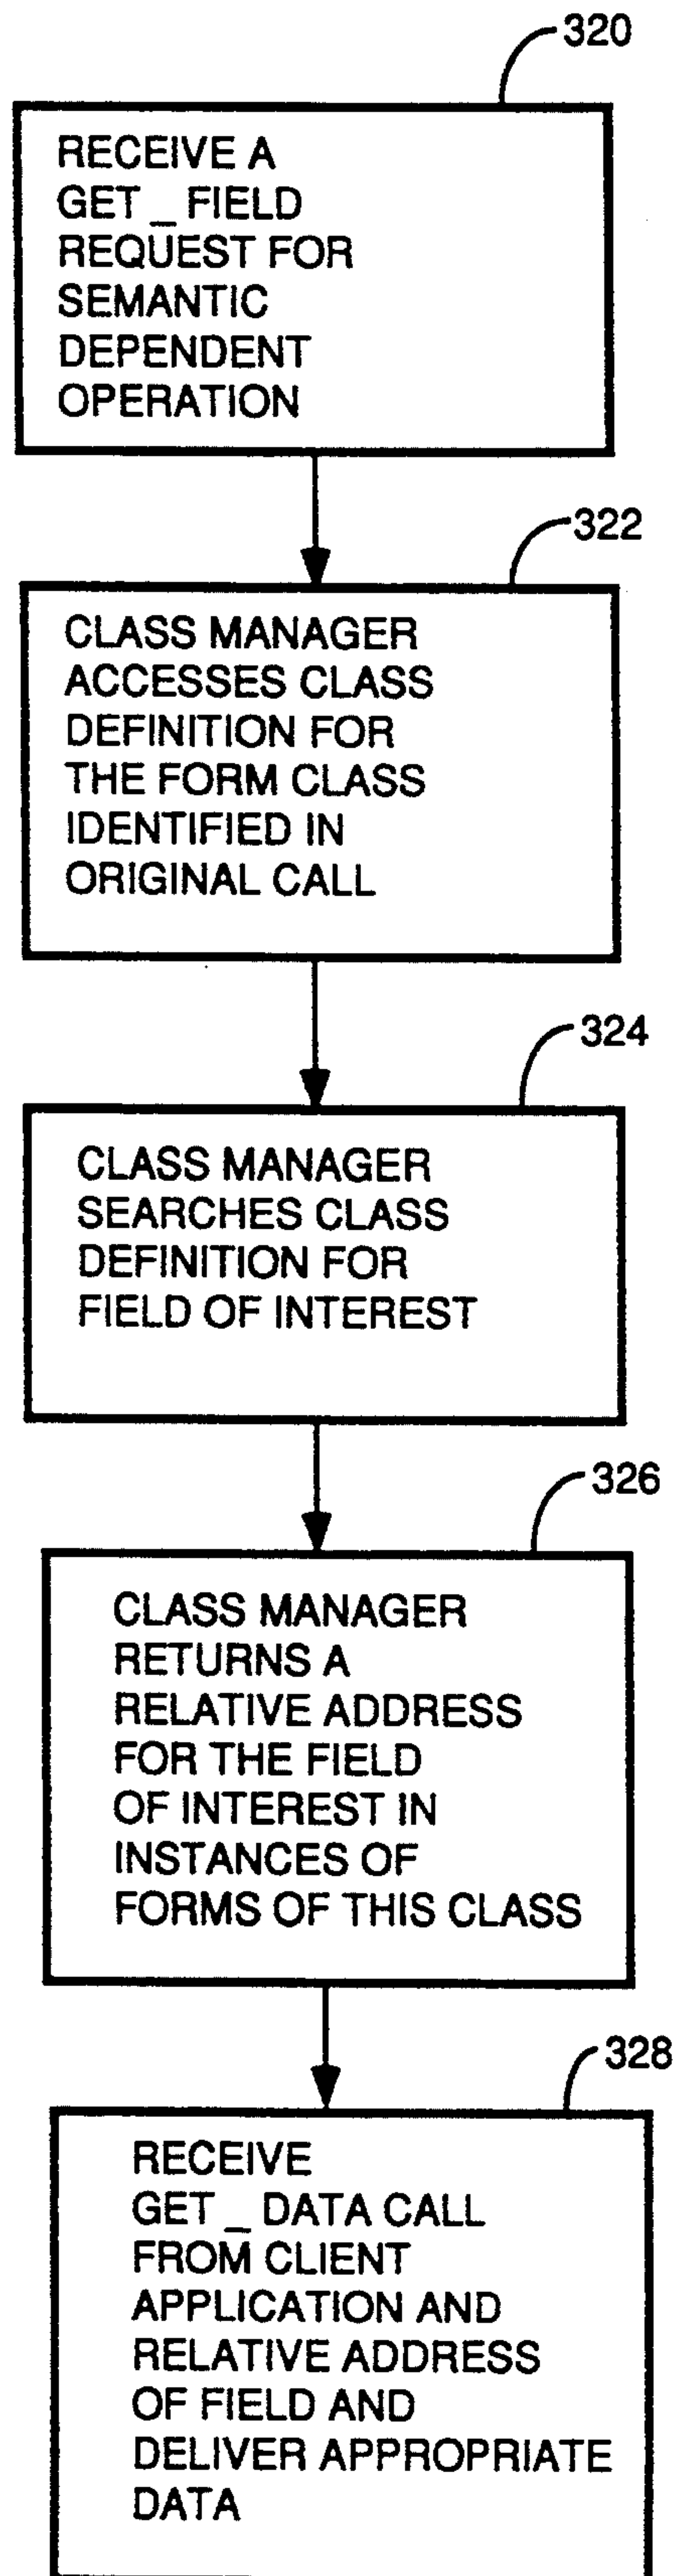 320
RECEIVE A
GET _ FIELD
REQUEST FOR
SEMANTIC
DEPENDENT
OPERATION
322
CLASS MANAGER
ACCESSES CLASS
DEFINITION FOR
THE FORM CLASS
IDENTIFIED IN
ORIGINAL CALL
324
CLASS MANAGER
SEARCHES CLASS
DEFINITION FOR
FIELD OF INTEREST
326
CLASS MANAGER
RETURNS A
RELATIVE ADDRESS
FOR THE FIELD
OF INTEREST IN
INSTANCES OF
FORMS OF THIS CLASS
328
RECEIVE
GET _ DATA CALL
FROM CLIENT
APPLICATION AND
RELATIVE ADDRESS
OF FIELD AND
DELIVER APPROPRIATE
DATA